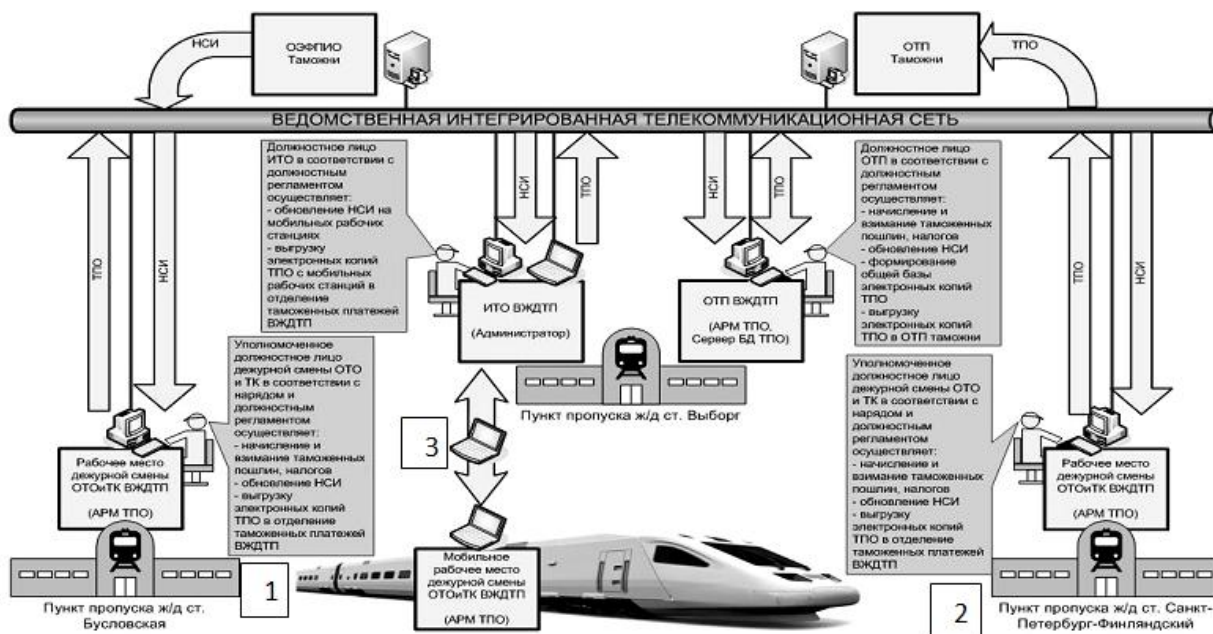 НСИ
ОЭФПИО
Таможни
ОТП
Таможни
ТПО
ВЕДОМСТВЕННАЯ ИНТЕГРИРОВАННАЯ ТЕЛЕКОММУНИКАЦИОННАЯ СЕТЬ
ТПО
НСИ
Должностное лицо
ИТО в соответствии с
должностным
регламентом
осуществляет:
- обновление НСИ на
мобильных рабочих
станциях
- выгрузку
электронных копий
ТПО с мобильных
рабочих станций в
отделение
таможенных платежей
ВЖДТП
НСИ
ТПО
ИТО ВЖДТП
(Администратор)
НСИ
ТПО
ОТП ВЖДТП
(АРМ ТПО,
Сервер БД ТПО)
Должностное лицо
ОТП в соответствии с
должностным
регламентом
осуществляет:
- начисление и
взимание таможенных
пошлин, налогов
- обновление НСИ
- формирование
общей базы
электронных копий
ТПО
- выгрузку
электронных копий
ТПО в ОТП таможни
ТПО
НСИ
Уполномоченное
должностное лицо
дежурной смены ОТО
и ТК в соответствии с
нарядом и
должностным
регламентом
осуществляет:
- начисление и
взимание таможенных
пошлин, налогов
- обновление НСИ
- выгрузку
электронных копий
ТПО в отделение
таможенных платежей
ВЖДТП
Рабочее место
дежурной смены
ОТОиТК ВЖДТП
(АРМ ТПО)
Пункт пропуска ж/д ст.
Бусловская
1
Пункт пропуска ж/д ст. Выборг
3
Мобильное
рабочее место
дежурной смены
ОТОиТК ВЖДТП
(АРМ ТПО)
Уполномоченное
должностное лицо
дежурной смены ОТО
и ТК в соответствии с
нарядом и
должностным
регламентом
осуществляет:
- начисление и
взимание таможенных
пошлин, налогов
- обновление НСИ
- выгрузку
электронных копий
ТПО в отделение
таможенных платежей
ВЖДТП
Рабочее место
дежурной смены
ОТОиТК ВЖДТП
(АРМ ТПО)
2
Пункт пропуска ж/д ст. Санкт-
Петербург-Финляндский